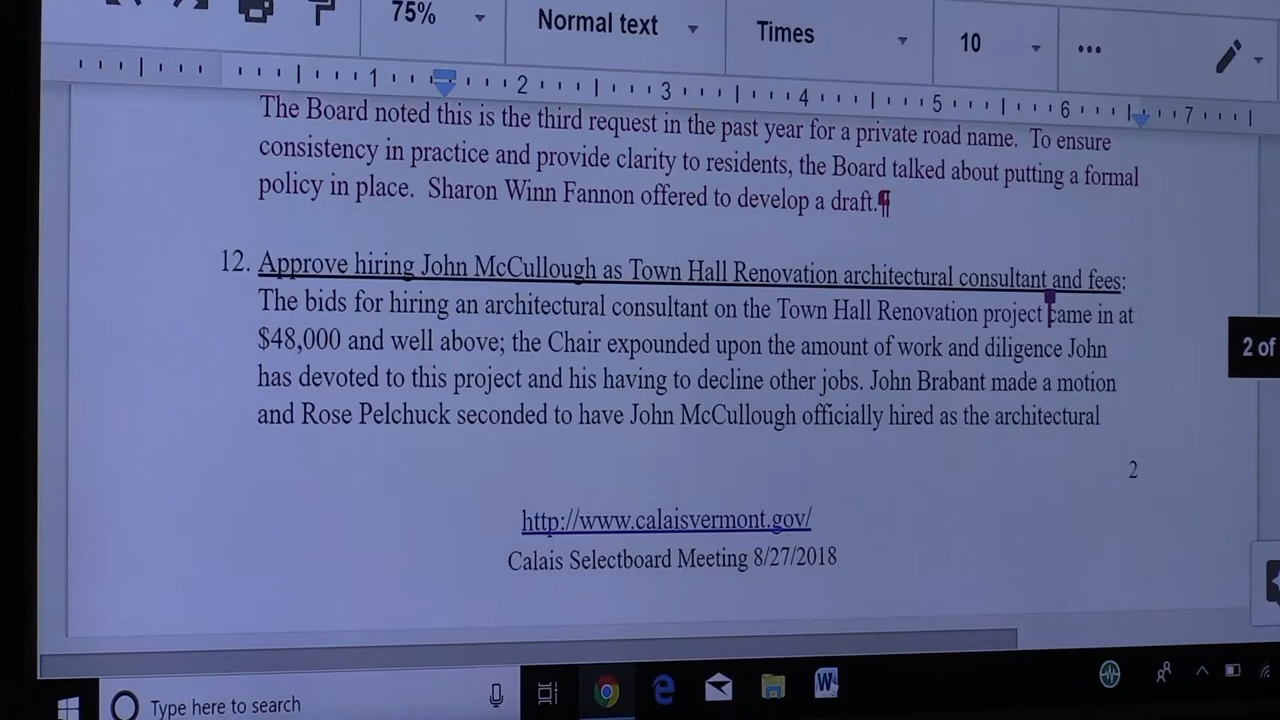 75%
Normal text
Times
10
1 2 3 4 5 6 7
The Board noted this is the third request in the past year for a private road name. To ensure
consistency in practice and provide clarity to residents, the Board talked about putting a formal
policy in place. Sharon Winn Fannon offered to develop a draft.¶
12. Approve hiring John McCullough as Town Hall Renovation architectural consultant and fees:
The bids for hiring an architectural consultant on the Town Hall Renovation project came in at
$48,000 and well above; the Chair expounded upon the amount of work and diligence John
has devoted to this project and his having to decline other jobs. John Brabant made a motion
and Rose Pelchuck seconded to have John McCullough officially hired as the architectural
2 of
2
http://www.calaisvermont.gov/
Calais Selectboard Meeting 8/27/2018
Type here to search